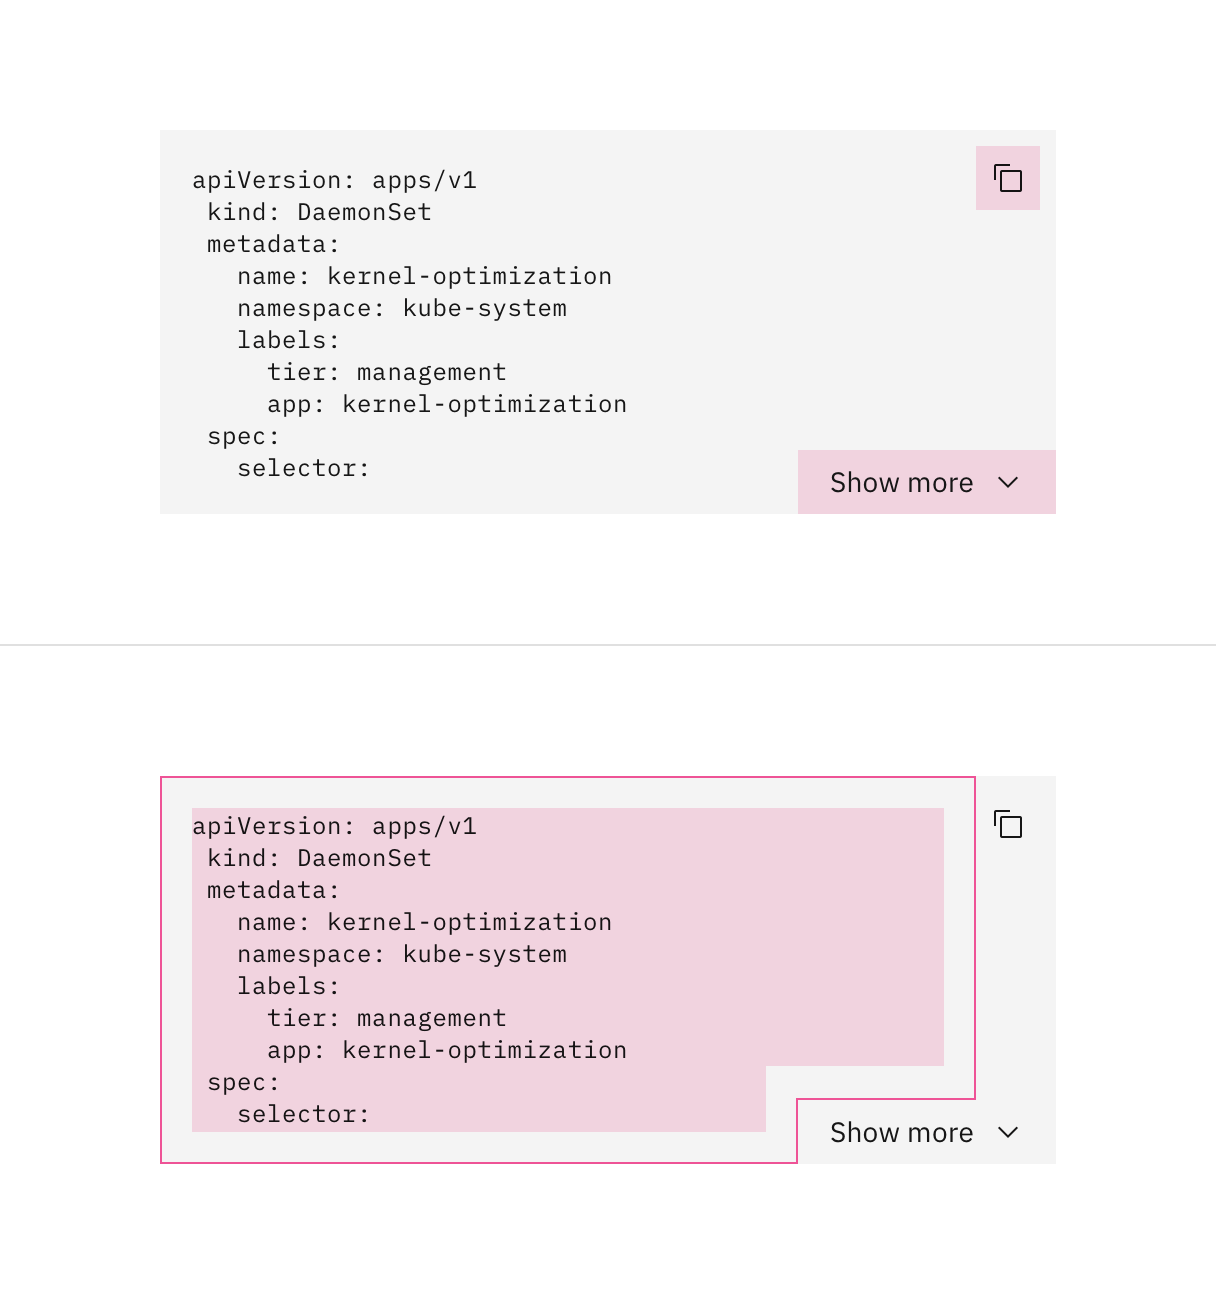 apiVersion: apps/v1
 kind: DaemonSet
 metadata:
   name: kernel-optimization
   namespace: kube-system
   labels:
     tier: management
     app: kernel-optimization
 spec:
   selector:
Show more
apiVersion: apps/v1
 kind: DaemonSet
 metadata:
   name: kernel-optimization
   namespace: kube-system
   labels:
     tier: management
     app: kernel-optimization
 spec:
   selector:
Show more